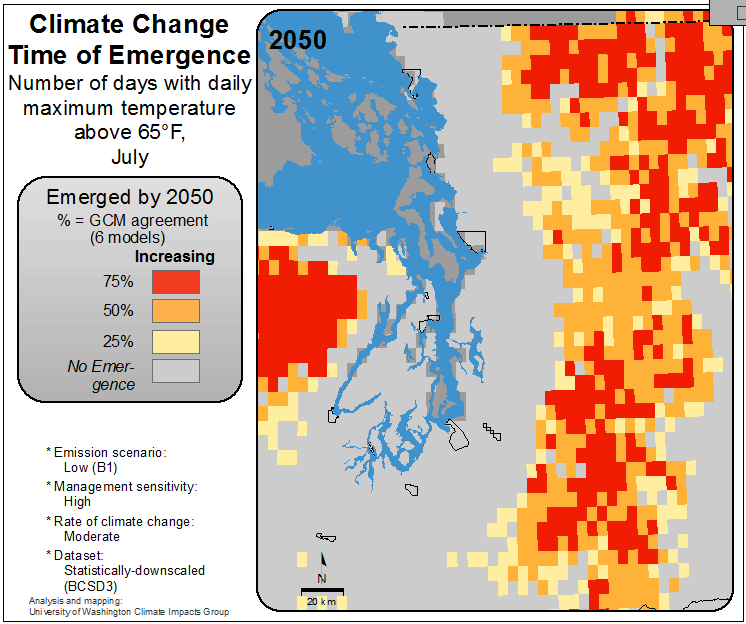 Climate Change
Time of Emergence
Number of days with daily
maximum temperature
above 65°F,
July
Emerged by 2050
% = GCM agreement
(6 models)
Increasing
75%
50%
25%
No Emer-
gence
* Emission scenario:
Low (B1)
* Management sensitivity:
High
* Rate of climate change:
Moderate
* Dataset:
Statistically-downscaled
(BCSD3)
Analysis and mapping:
University of Washington Climate Impacts Group
2050
N
20 km